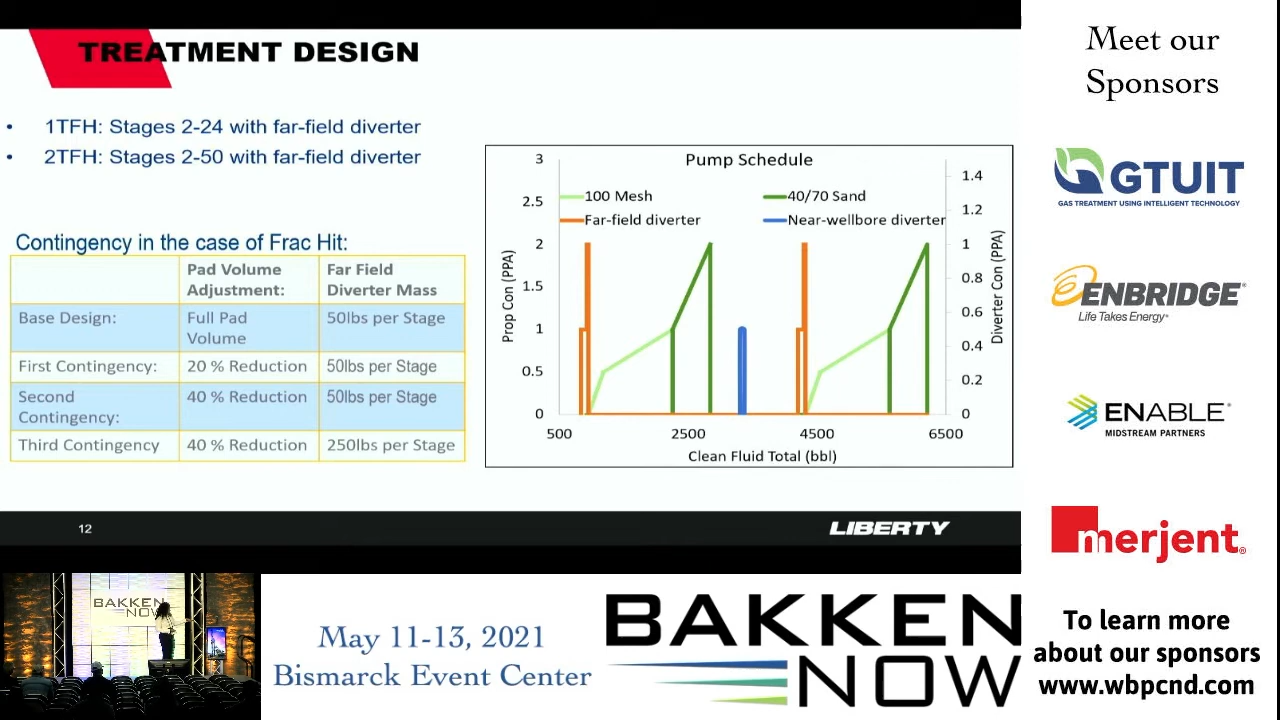 TREATMENT DESIGN
• 1TFH: Stages 2-24 with far-field diverter
• 2TFH: Stages 2-50 with far-field diverter
Contingency in the case of Frac Hit:
Pad Volume Adjustment: Far Field Diverter Mass
Base Design: Full Pad Volume 50lbs per Stage
First Contingency: 20 % Reduction 50lbs per Stage
Second Contingency: 40 % Reduction 50lbs per Stage
Third Contingency 40 % Reduction 250lbs per Stage
Pump Schedule
100 Mesh
40/70 Sand
Far-field diverter
Near-wellbore diverter
Prop Con (PPA)
3
2.5
2
1.5
1
0.5
0
Diverter Con (PPA)
1.4
1.2
1
0.8
0.6
0.4
0.2
0
500 2500 4500 6500
Clean Fluid Total (bbl)
12
LIBERTY
Meet our
Sponsors
GTUIT
GAS TREATMENT USING INTELLIGENT TECHNOLOGY
ENBRIDGE®
Life Takes Energy™
ENABLE®
MIDSTREAM PARTNERS
merjent®
To learn more
about our sponsors
www.wbpcnd.com
BAKKEN
NOW
May 11-13, 2021
Bismarck Event Center
BAKKEN
NOW